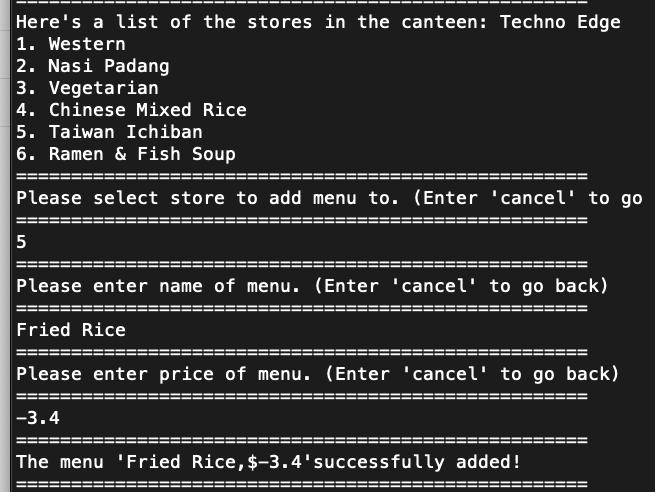 ====================================================
Here's a list of the stores in the canteen: Techno Edge
1. Western
2. Nasi Padang
3. Vegetarian
4. Chinese Mixed Rice
5. Taiwan Ichiban
6. Ramen & Fish Soup
====================================================
Please select store to add menu to. (Enter 'cancel' to go
====================================================
5
====================================================
Please enter name of menu. (Enter 'cancel' to go back)
====================================================
Fried Rice
====================================================
Please enter price of menu. (Enter 'cancel' to go back)
====================================================
-3.4
====================================================
The menu 'Fried Rice,$-3.4'successfully added!
====================================================